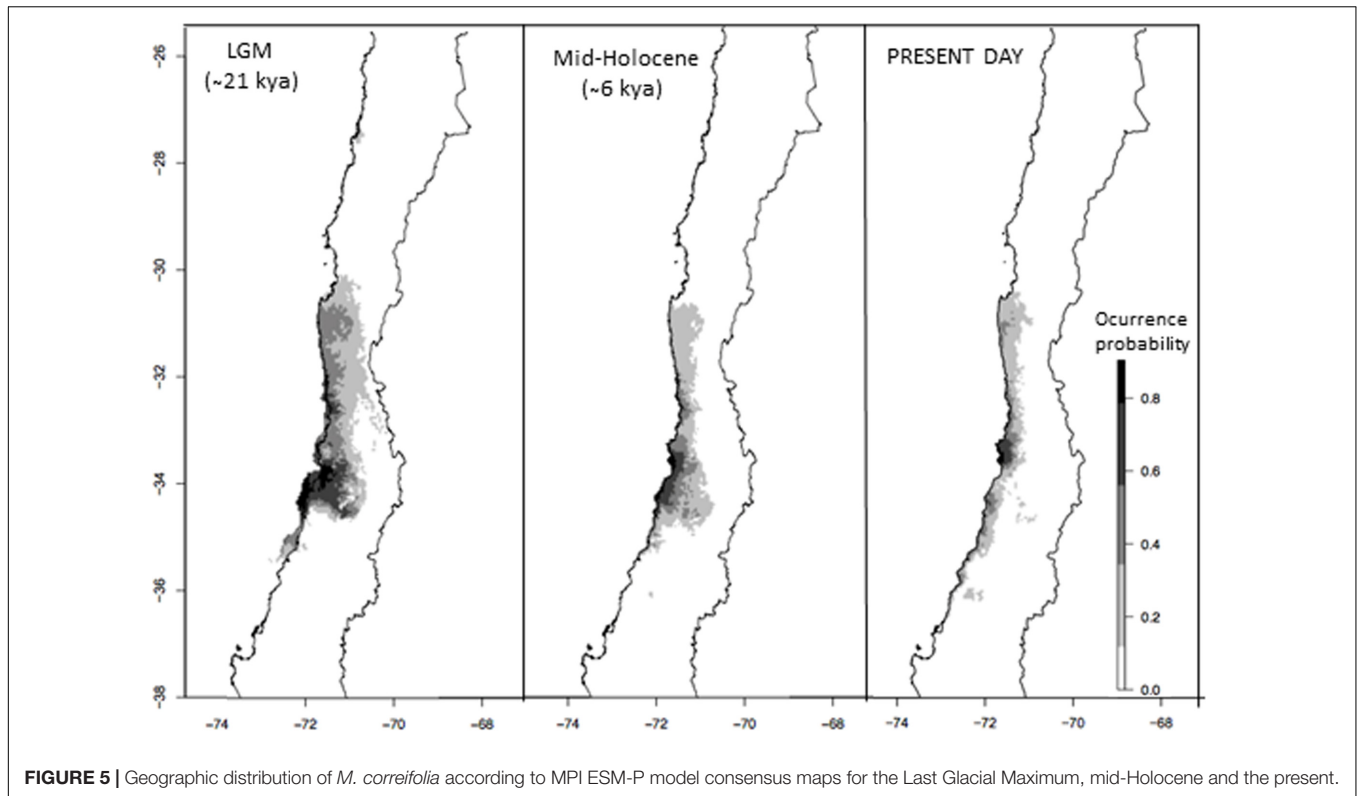 LGM
(~21 kya)
Mid-Holocene
(~6 kya)
PRESENT DAY
-26
-28
-30
-32
-34
-36
-38
Ocurrence
probability
0.8
0.6
0.4
0.2
0.0
-74 -72 -70 -68
-74 -72 -70 -68
-74 -72 -70 -68
FIGURE 5 | Geographic distribution of M. correifolia according to MPI ESM-P model consensus maps for the Last Glacial Maximum, mid-Holocene and the present.